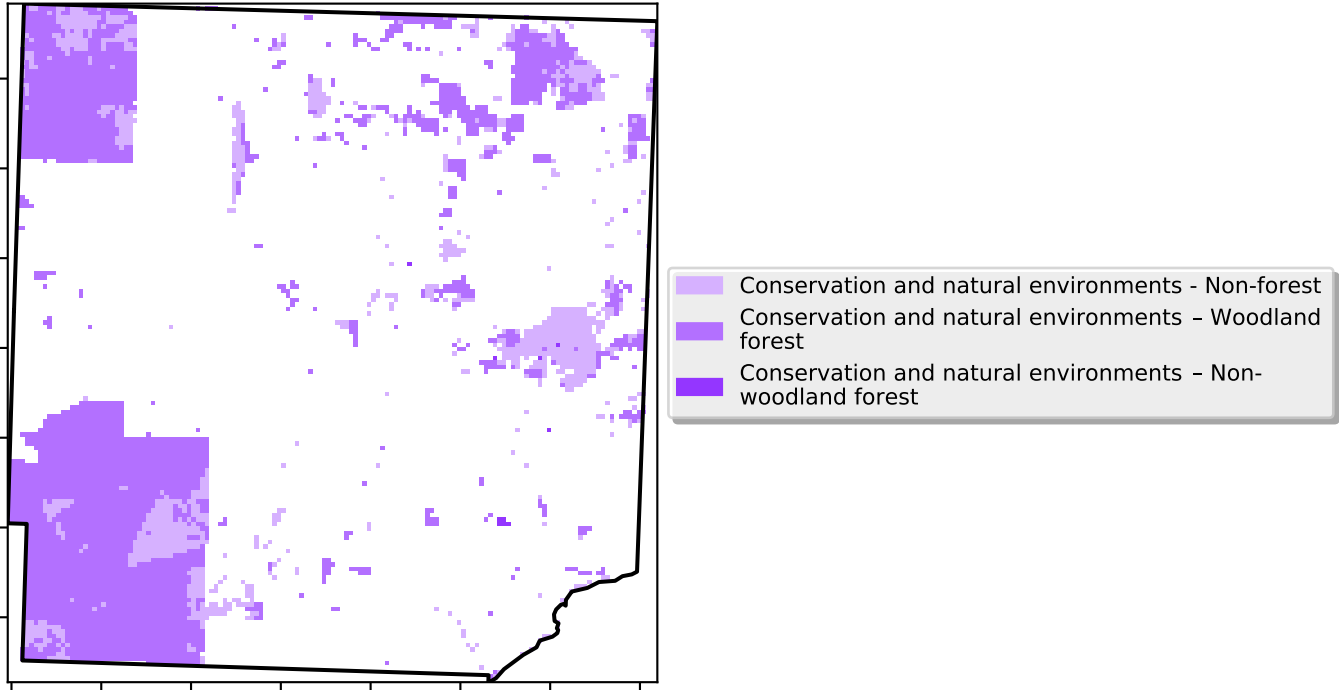 Conservation and natural environments - Non-forest
Conservation and natural environments – Woodland
forest
Conservation and natural environments – Non-
woodland forest